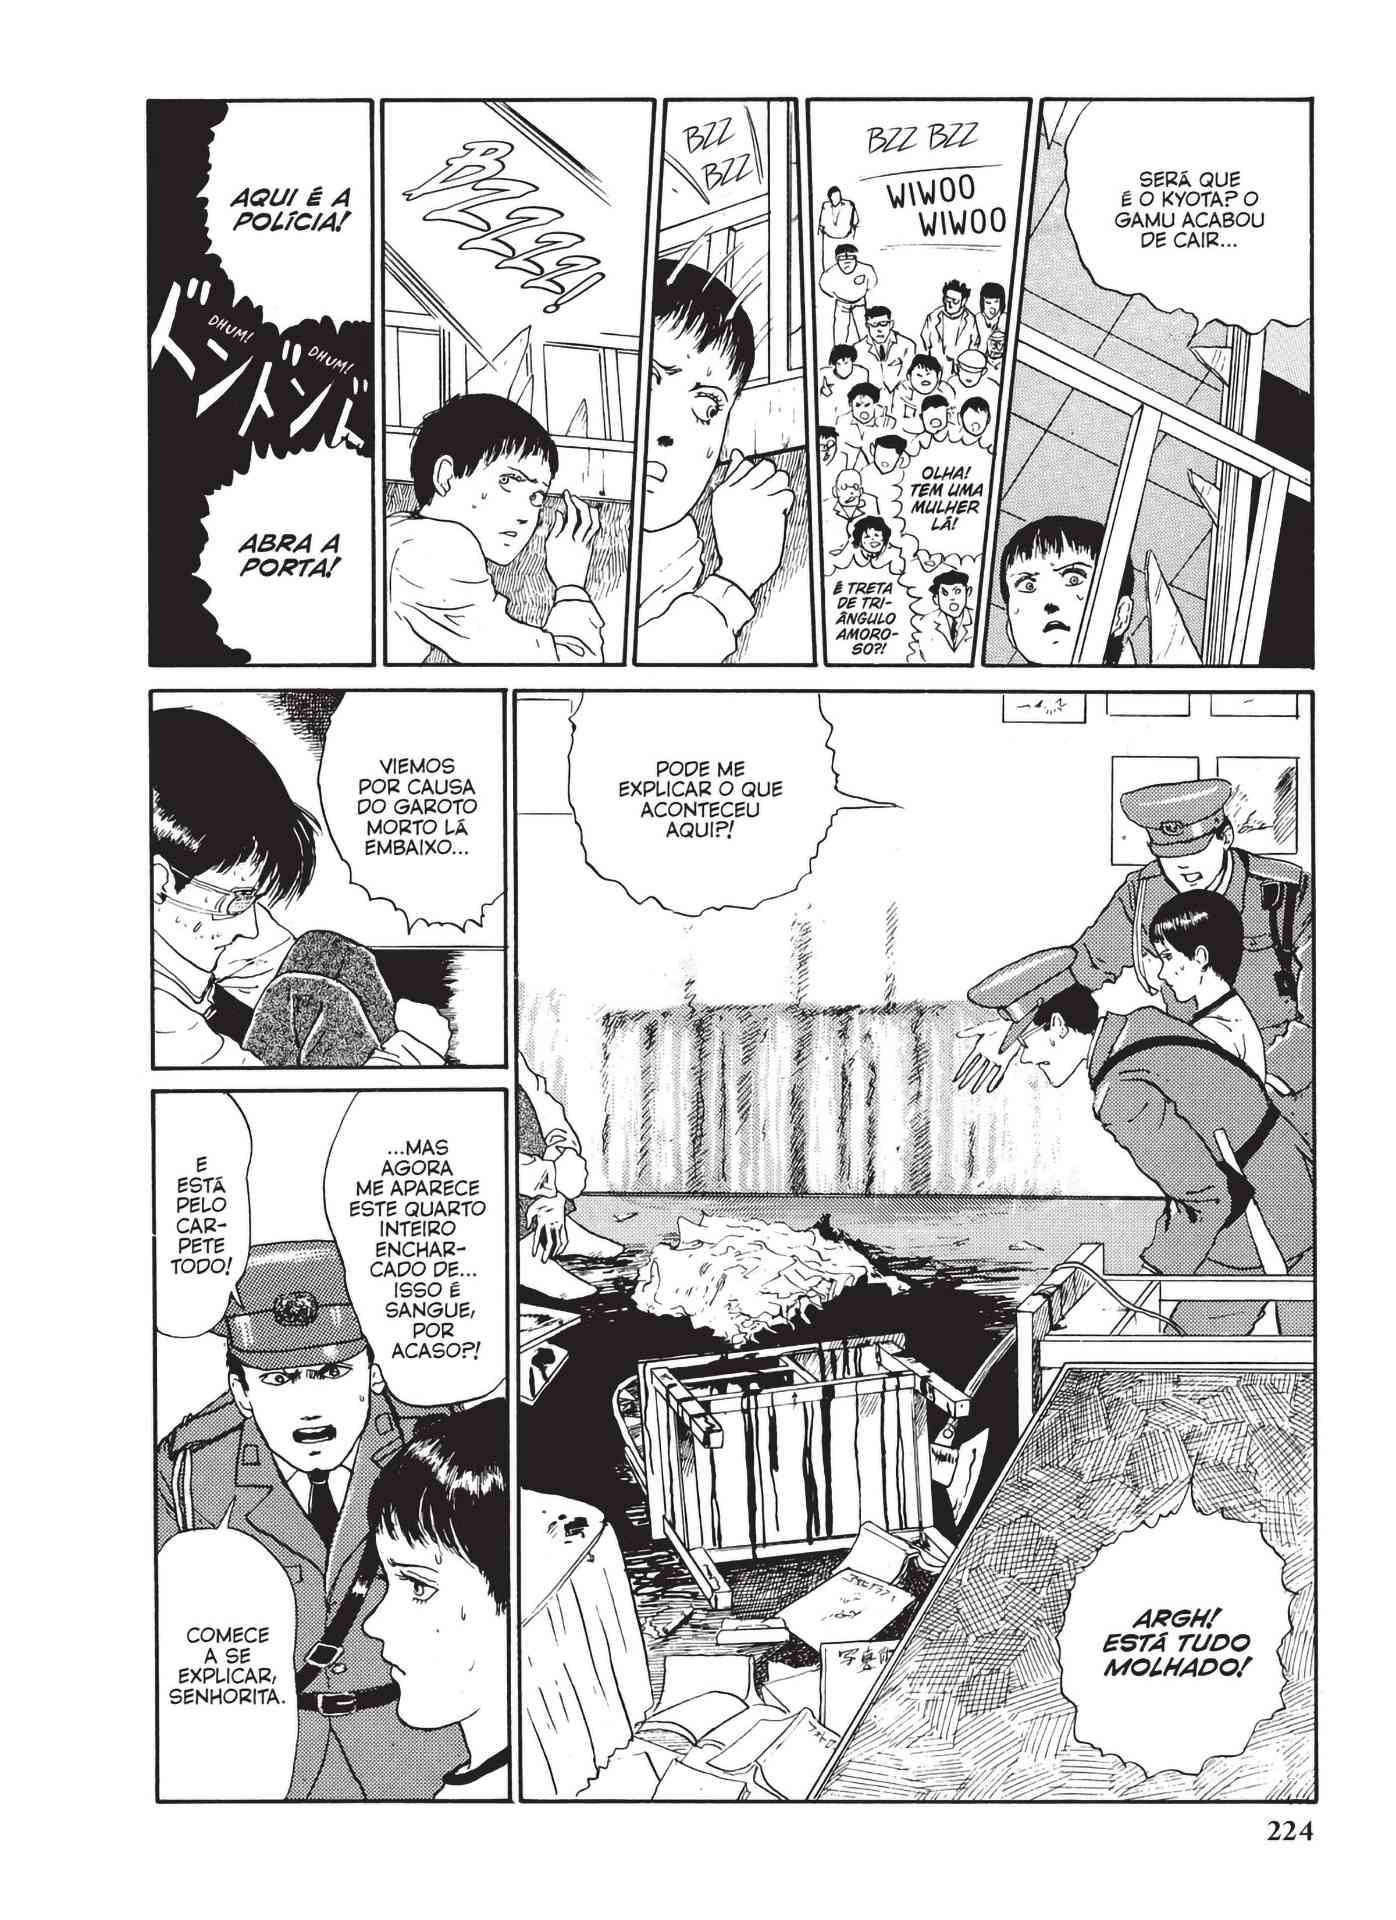 SERÁ QUE
É O KYOTA? O
GAMU ACABOU
DE CAIR...
BZZ BZZ
WIWOO
WIWOO
OLHA!
TEM UMA
MULHER
LÁ!
É TRETA
DE TRI-
ÂNGULO
AMORO-
SO?!
BZZ
BZZ
BZZZZ!
AQUI É A
POLÍCIA!
ドンドンドンドン
DHUM!
DHUM!
ABRA A
PORTA!
PODE ME
EXPLICAR O QUE
ACONTECEU
AQUI?!
ARGH!
ESTÁ TUDO
MOLHADO!
VIEMOS
POR CAUSA
DO GAROTO
MORTO LÁ
EMBAIXO...
...MAS
AGORA
ME APARECE
ESTE QUARTO
INTEIRO
ENCHAR-
CADO DE...
ISSO É
SANGUE,
POR
ACASO?!
E
ESTÁ
PELO
CAR-
PETE
TODO!
COMECE
A SE
EXPLICAR,
SENHORITA.
224